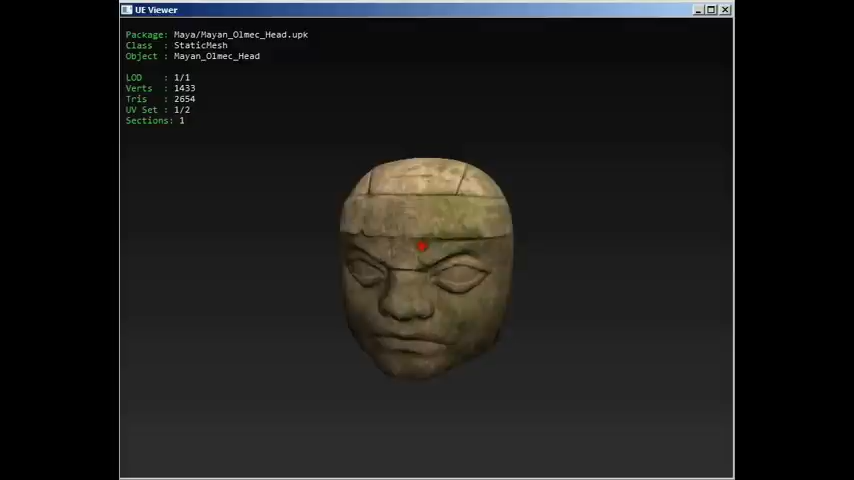 UE Viewer
Package: Maya/Mayan_Olmec_Head.upk
Class : StaticMesh
Object : Mayan_Olmec_Head
LOD : 1/1
Verts : 1433
Tris : 2654
UV Set : 1/2
Sections: 1